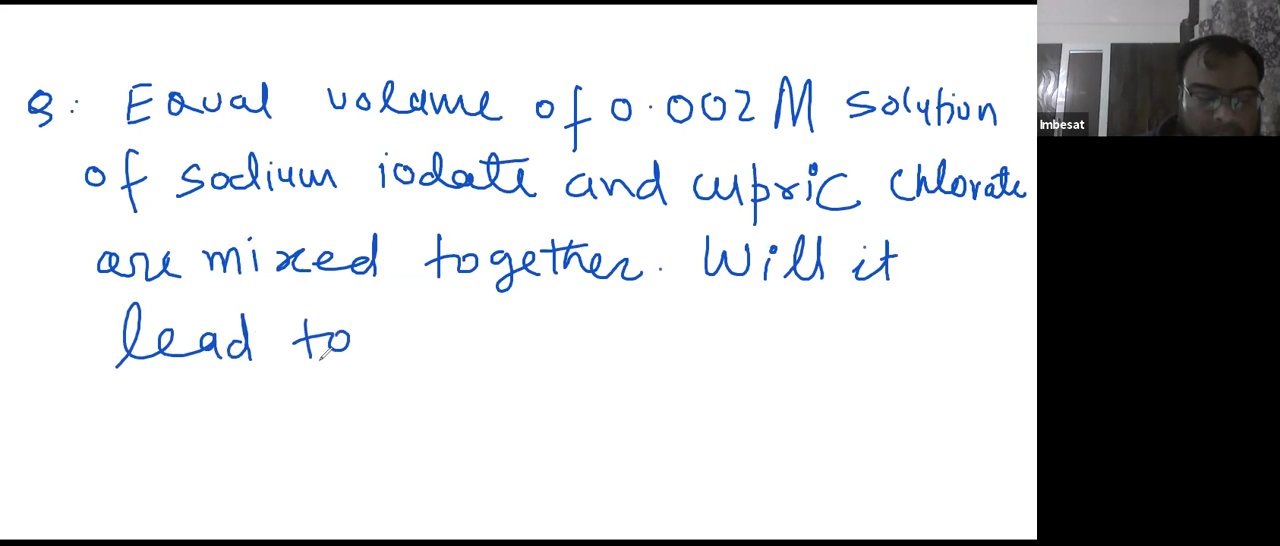 Q: Equal volume of 0.002 M solution
of sodium iodate and cupric chlorate
are mixed together. Will it
lead to
Imbesat